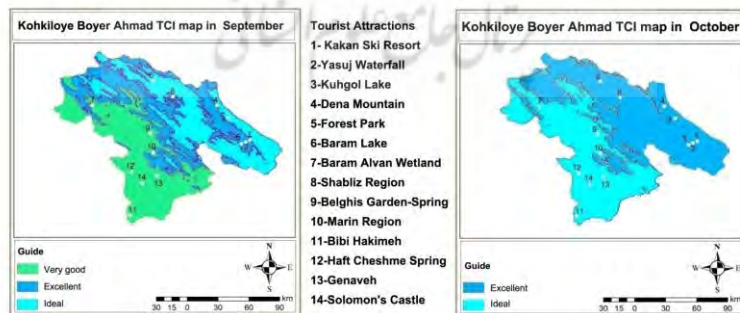 Kohkiloye Boyer Ahmad TCI map in September
Guide
Very good
Excellent
Ideal
N
W E
S
30 15 0 30 60 90 km
Tourist Attractions
1- Kakan Ski Resort
2-Yasuj Waterfall
3-Kuhgol Lake
4-Dena Mountain
5-Forest Park
6-Baram Lake
7-Baram Alvan Wetland
8-Shabliz Region
9-Belghis Garden-Spring
10-Marin Region
11-Bibi Hakimeh
12-Haft Cheshme Spring
13-Genaveh
14-Solomon's Castle
Kohkiloye Boyer Ahmad TCI map in October
Guide
Excellent
Ideal
N
W E
S
30 15 0 30 60 90 km